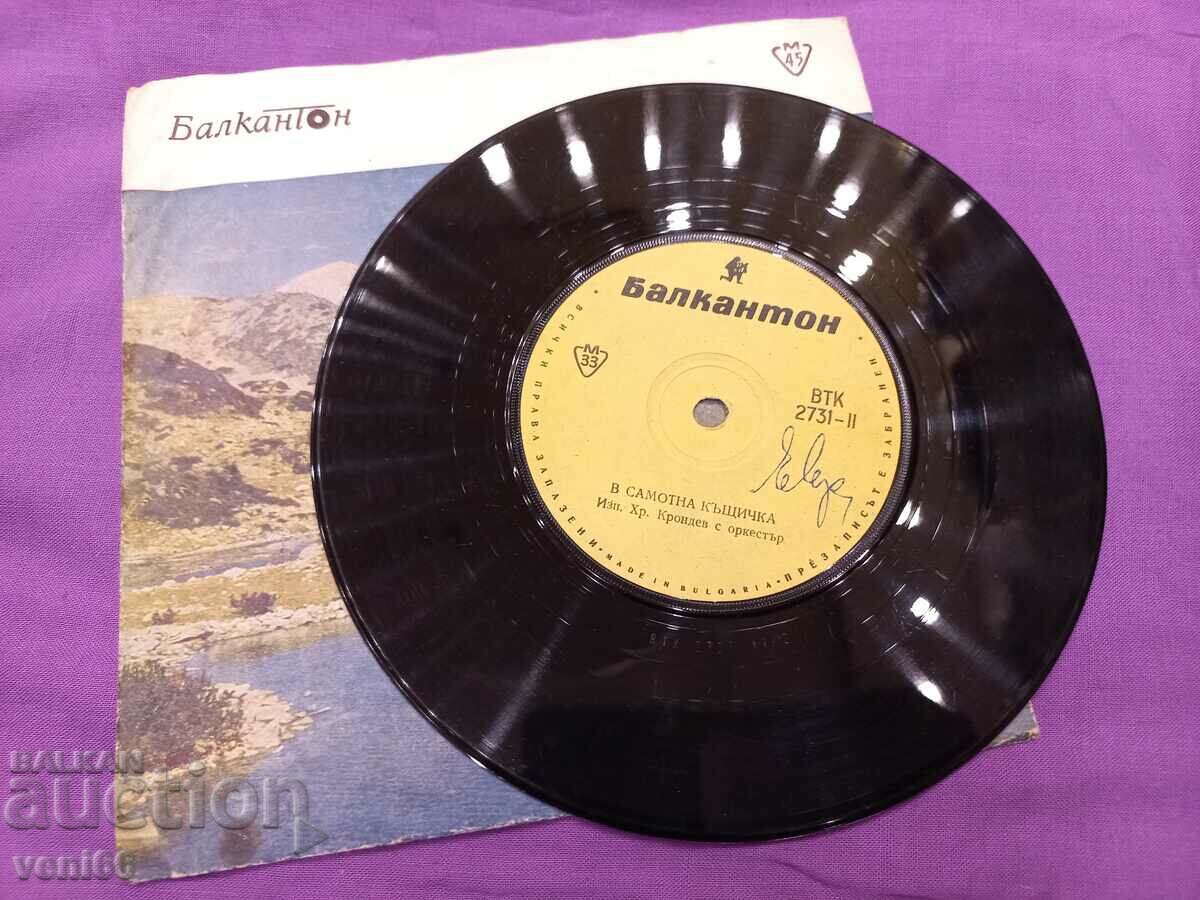 Балкантон
М
45
Балкантон
М
33
ВТК
2731-II
В САМОТНА КЪЩИЧКА
Изп. Хр. Крондев с оркестър
ВСИЧКИ ПРАВА ЗАПАЗЕНИ • MADE IN BULGARIA • ПРЕЗАПИСЪТ Е ЗАБРАНЕН
BALKAN
auction
veni66